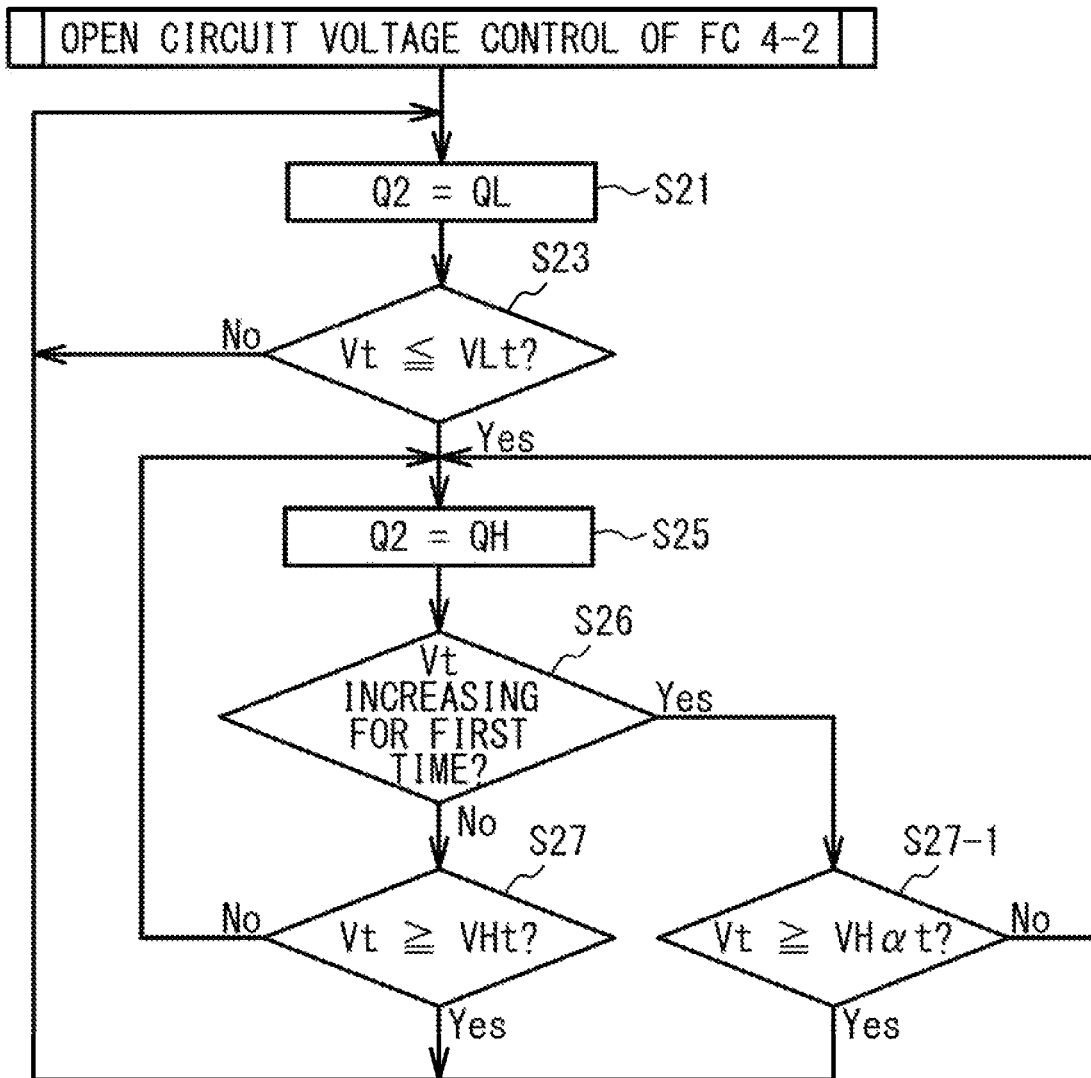 OPEN CIRCUIT VOLTAGE CONTROL OF FC 4-2
Q2 = QL
S21
S23
No
Vt ≦ VLt?
Yes
Q2 = QH
S25
S26
Vt
INCREASING
FOR FIRST
TIME?
Yes
No
S27
S27-1
No
Vt ≧ VHt?
Vt ≧ VHαt?
No
Yes
Yes